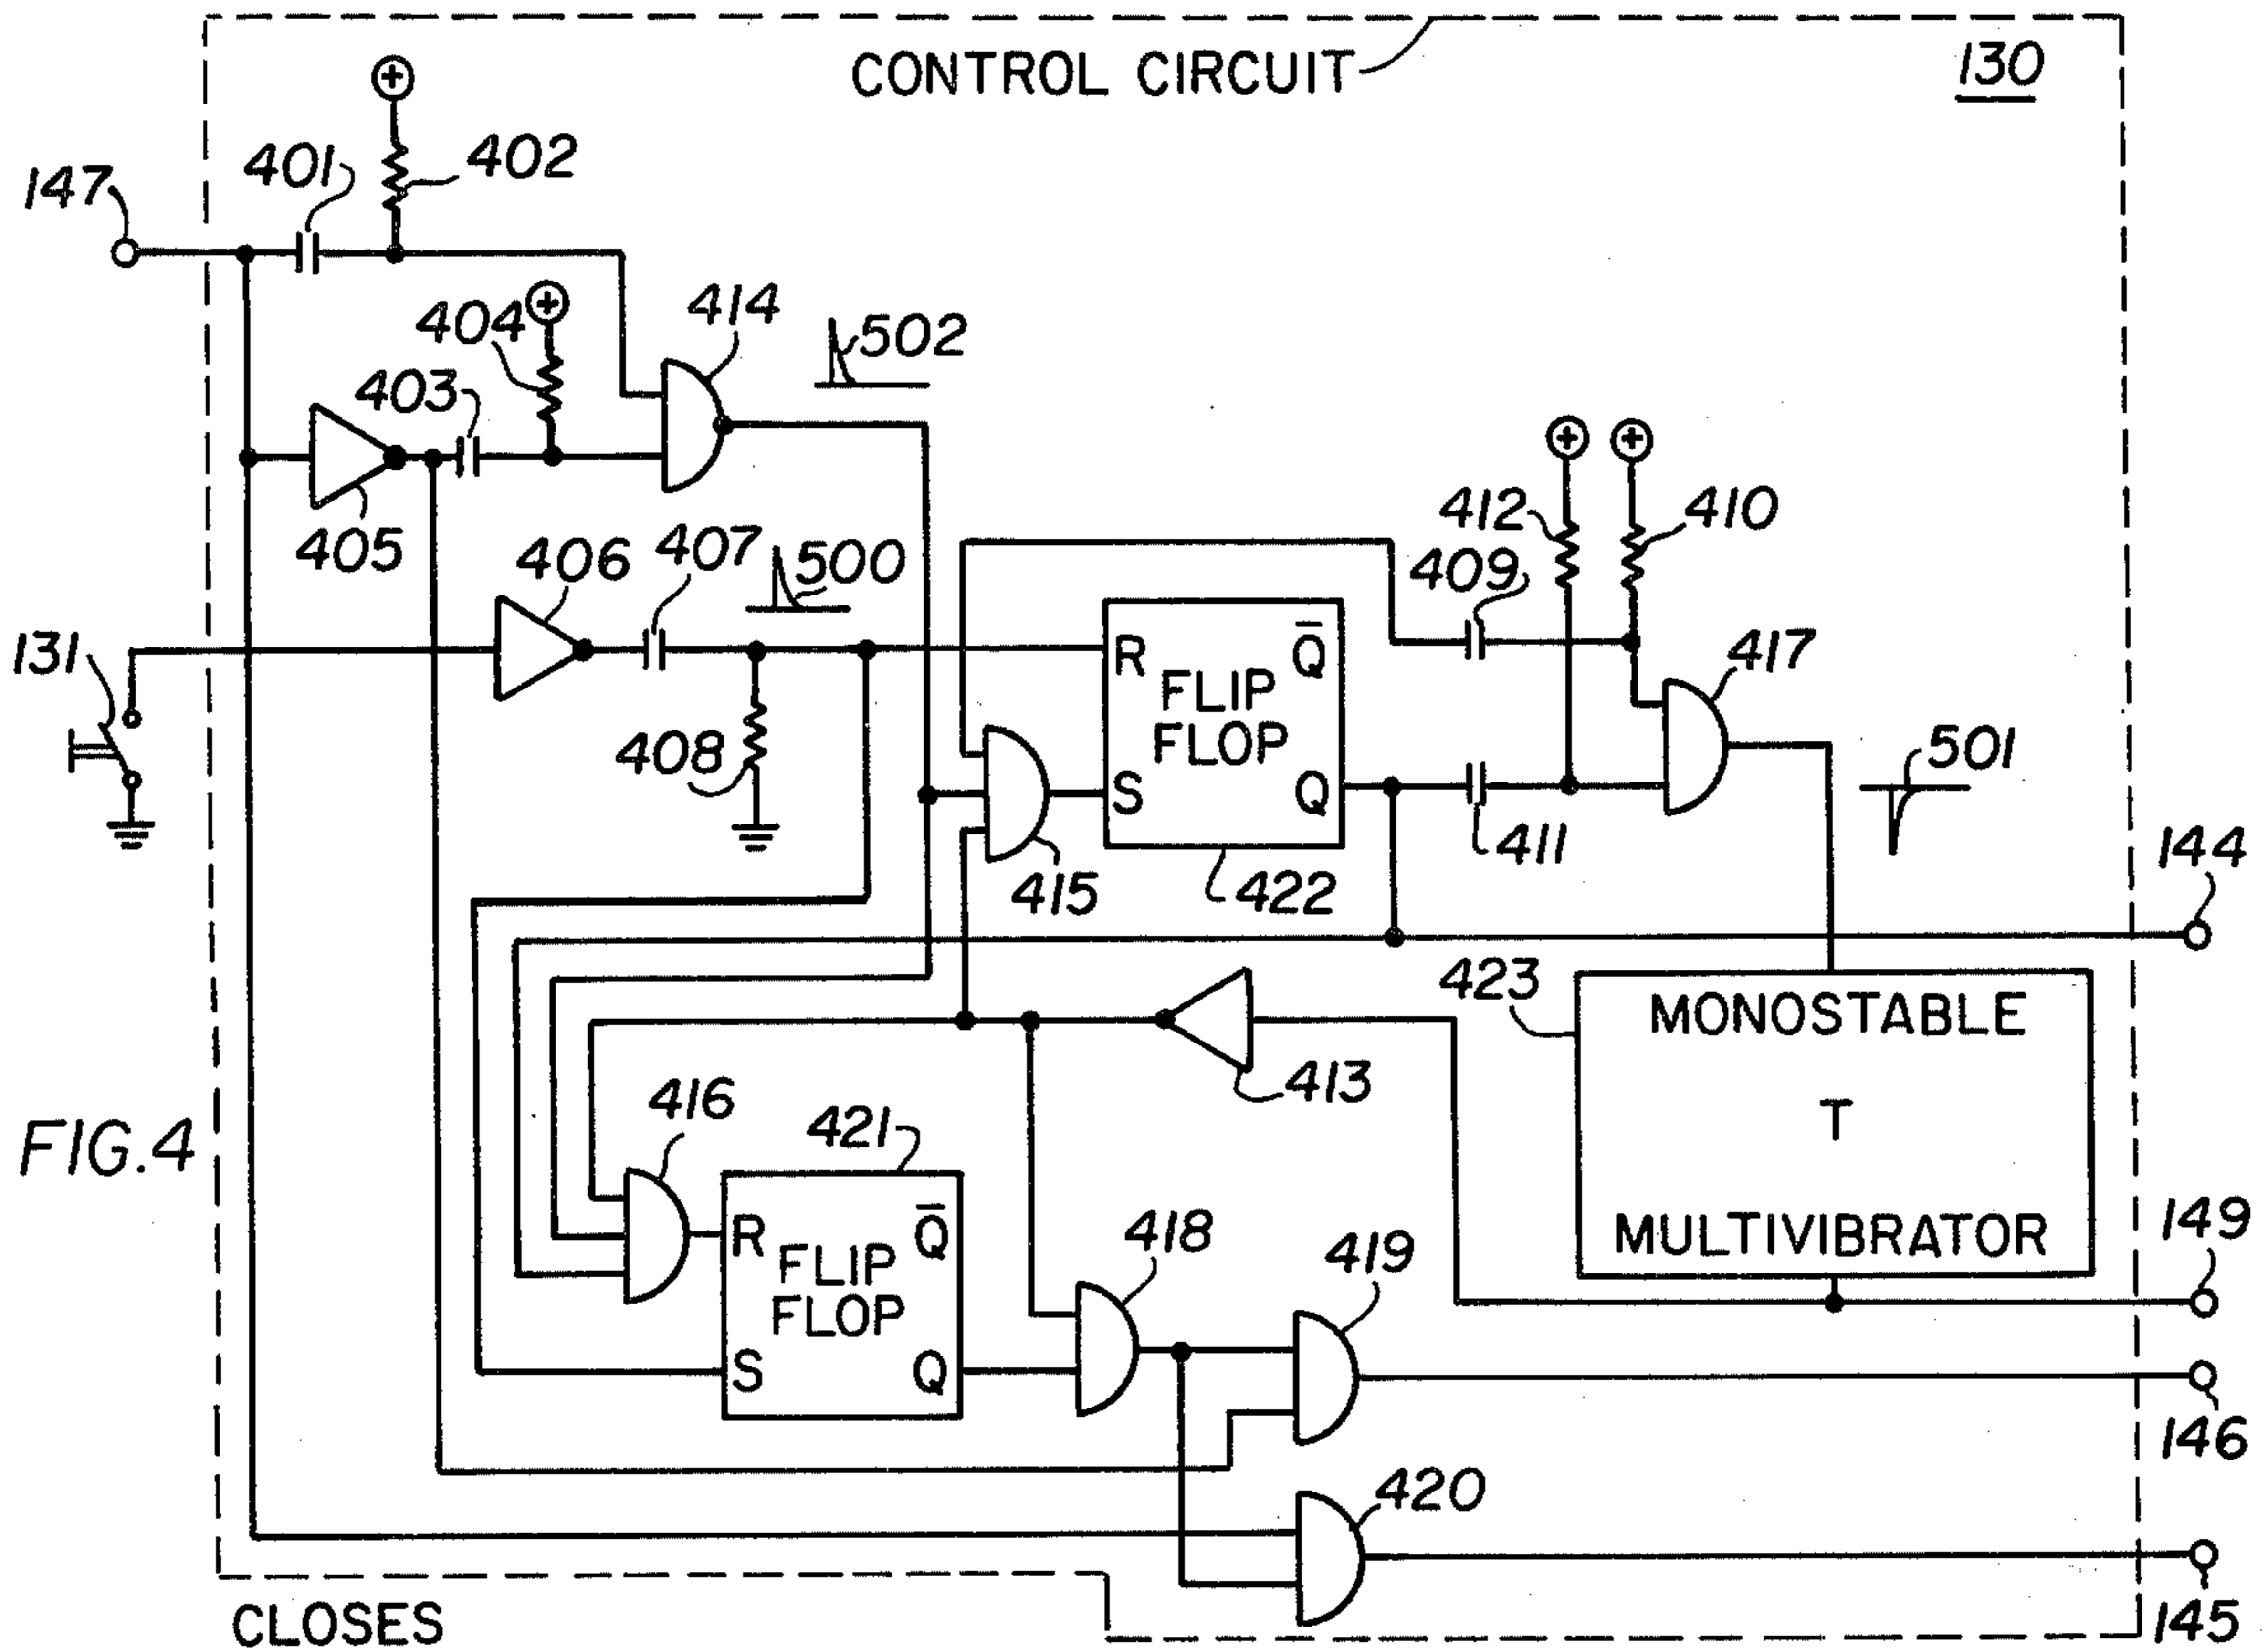 CONTROL CIRCUIT
130
⊕
402
401
147
⊕
404
414
502
403
405
406
407
500
131
408
⊕ ⊕
412
410
409
417
R
Q̄
FLIP
FLOP
S
Q
501
415
422
411
144
423
MONOSTABLE
T
MULTIVIBRATOR
413
416
421
FIG.4
R
Q̄
FLIP
FLOP
S
Q
418
419
149
146
420
145
CLOSES